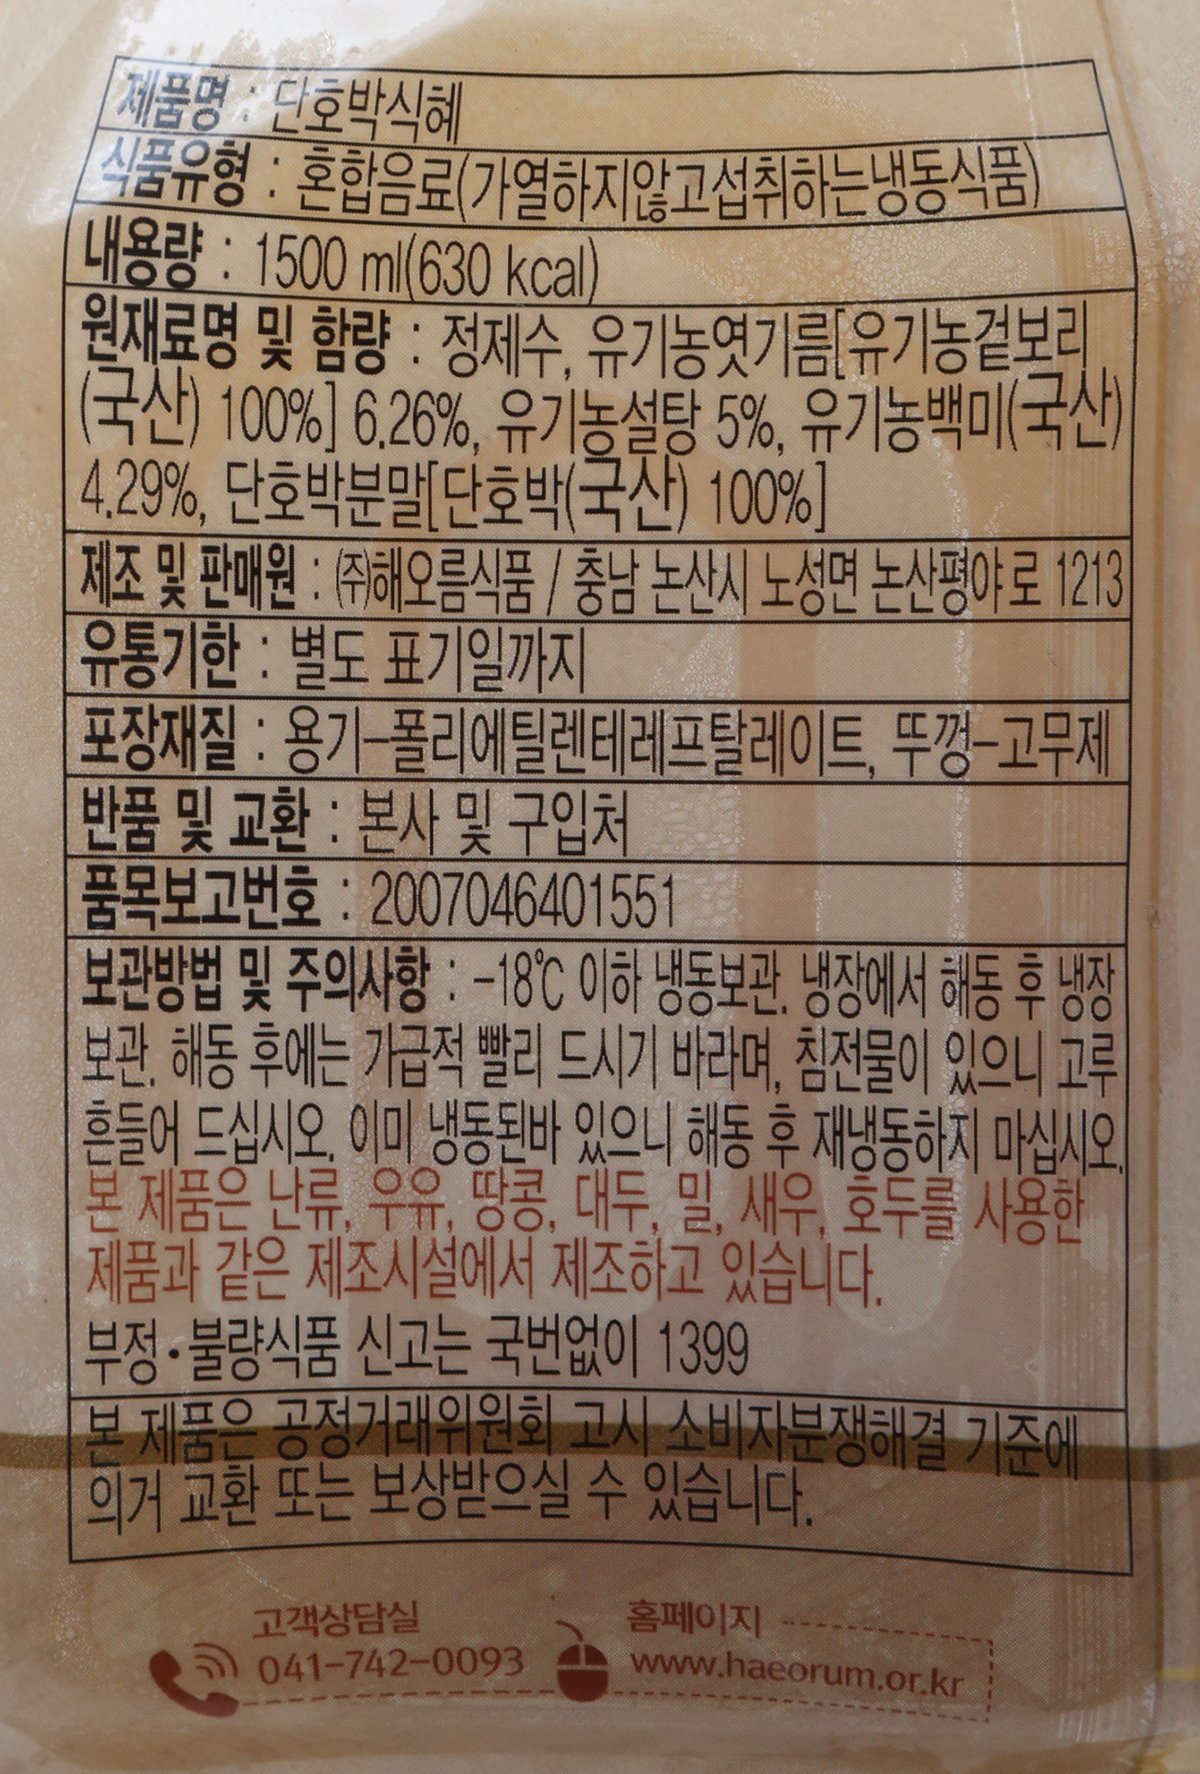 제품명 : 단호박식혜
식품유형 : 혼합음료(가열하지않고섭취하는냉동식품)
내용량 : 1500 ml(630 kcal)
원재료명 및 함량 : 정제수, 유기농엿기름[유기농겉보리
(국산) 100%] 6.26%, 유기농설탕 5%, 유기농백미(국산)
4.29%, 단호박분말[단호박(국산) 100%]
제조 및 판매원 : ㈜해오름식품 / 충남 논산시 노성면 논산평야로 1213
유통기한 : 별도 표기일까지
포장재질 : 용기-폴리에틸렌테레프탈레이트, 뚜껑-고무제
반품 및 교환 : 본사 및 구입처
품목보고번호 : 2007046401551
보관방법 및 주의사항 : -18℃ 이하 냉동보관. 냉장에서 해동 후 냉장
보관. 해동 후에는 가급적 빨리 드시기 바라며, 침전물이 있으니 고루
흔들어 드십시오. 이미 냉동된바 있으니 해동 후 재냉동하지 마십시오.
본 제품은 난류, 우유, 땅콩, 대두, 밀, 새우, 호두를 사용한
제품과 같은 제조시설에서 제조하고 있습니다.
부정•불량식품 신고는 국번없이 1399
본 제품은 공정거래위원회 고시 소비자분쟁해결 기준에
의거 교환 또는 보상받으실 수 있습니다.
고객상담실
041-742-0093
홈페이지
www.haeorum.or.kr